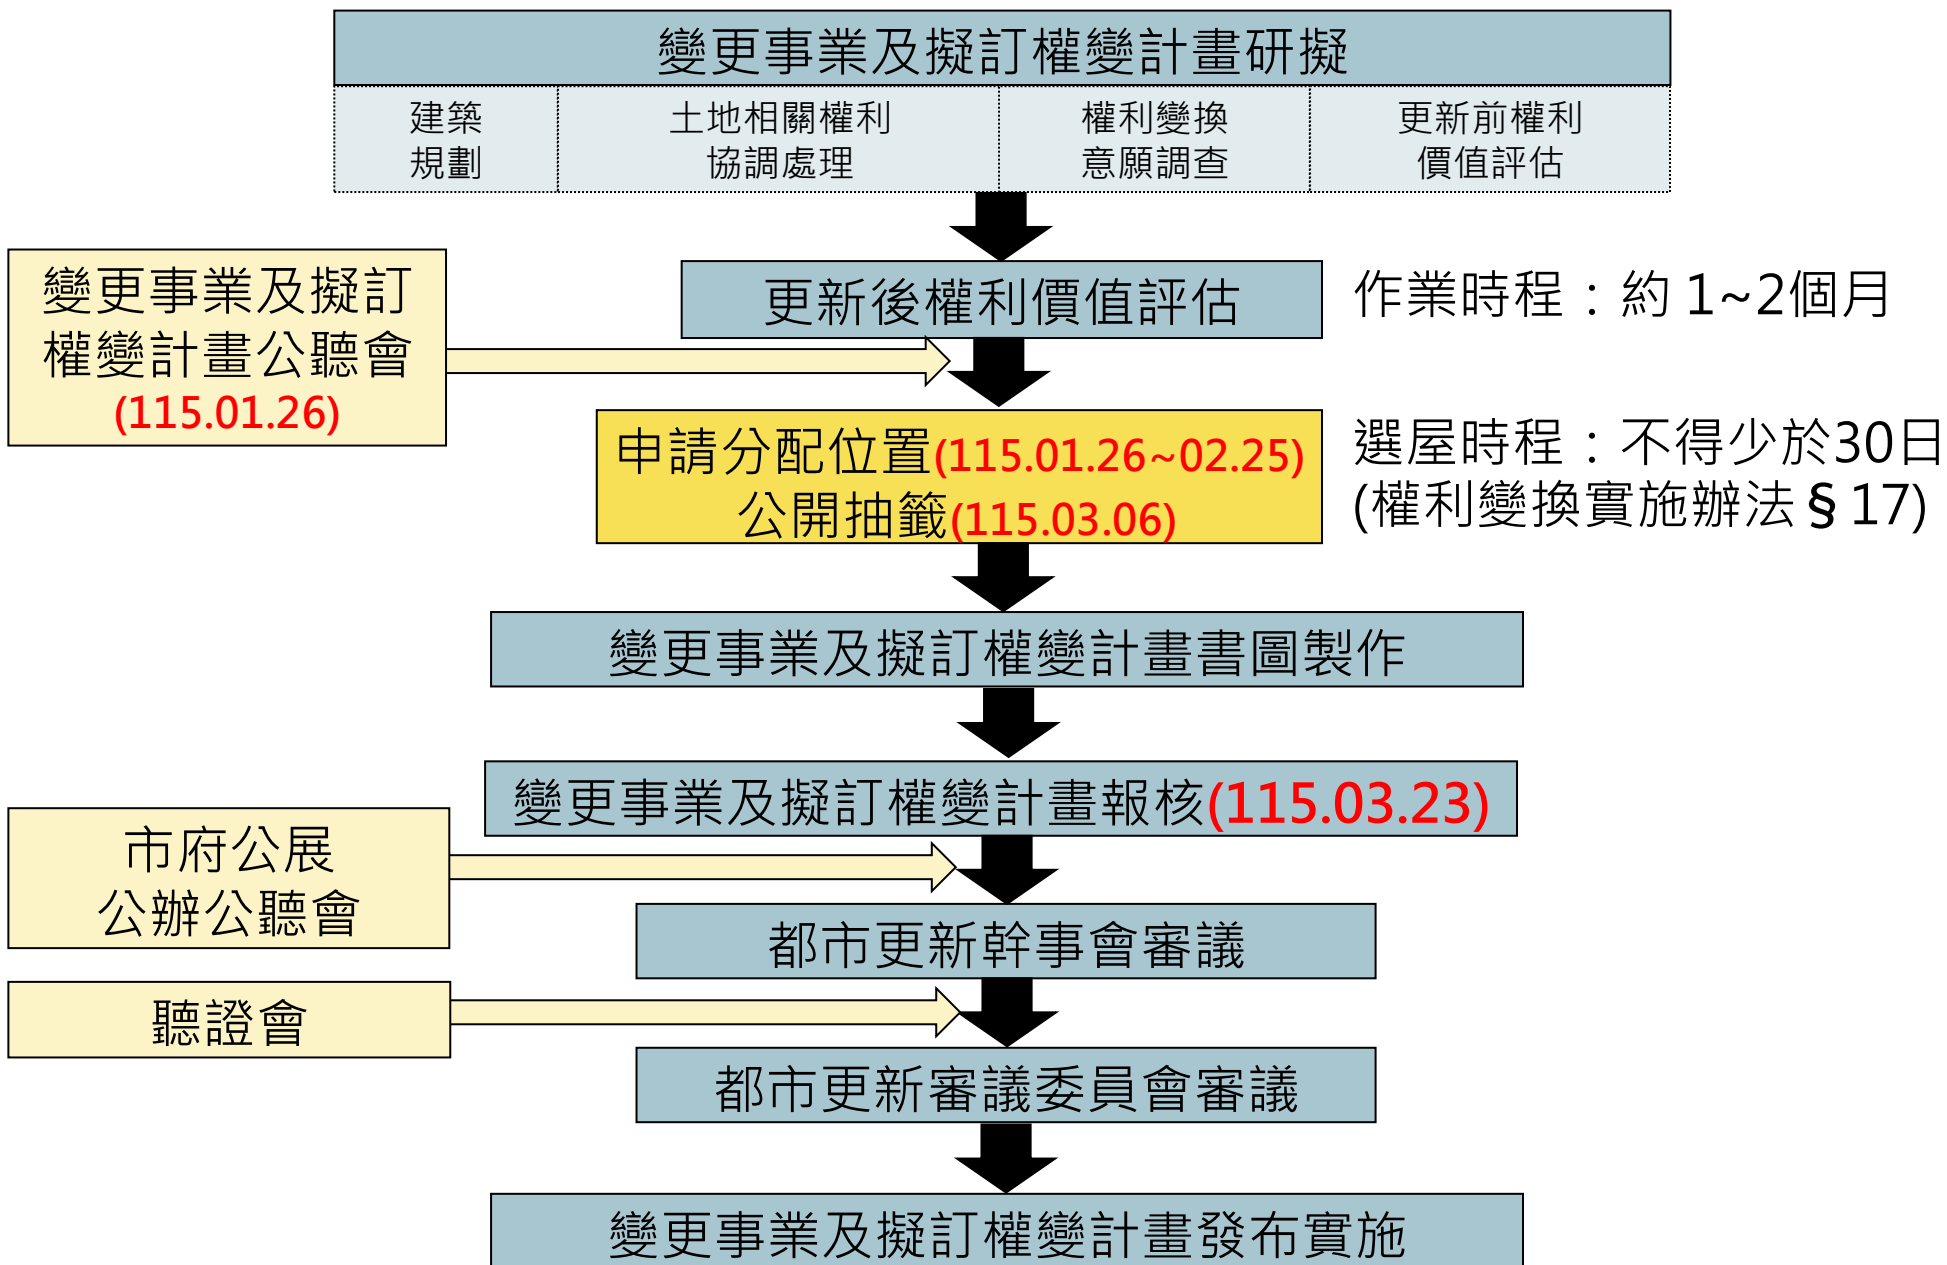 變更事業及擬訂權變計畫研擬
建築
規劃
土地相關權利
協調處理
權利變換
意願調查
更新前權利
價值評估
變更事業及擬訂
權變計畫公聽會
(115.01.26)
更新後權利價值評估
作業時程：約 1~2個月
申請分配位置(115.01.26~02.25)
公開抽籤(115.03.06)
選屋時程：不得少於30日
(權利變換實施辦法§17)
變更事業及擬訂權變計畫書圖製作
變更事業及擬訂權變計畫報核(115.03.23)
市府公展
公辦公聽會
都市更新幹事會審議
聽證會
都市更新審議委員會審議
變更事業及擬訂權變計畫發布實施